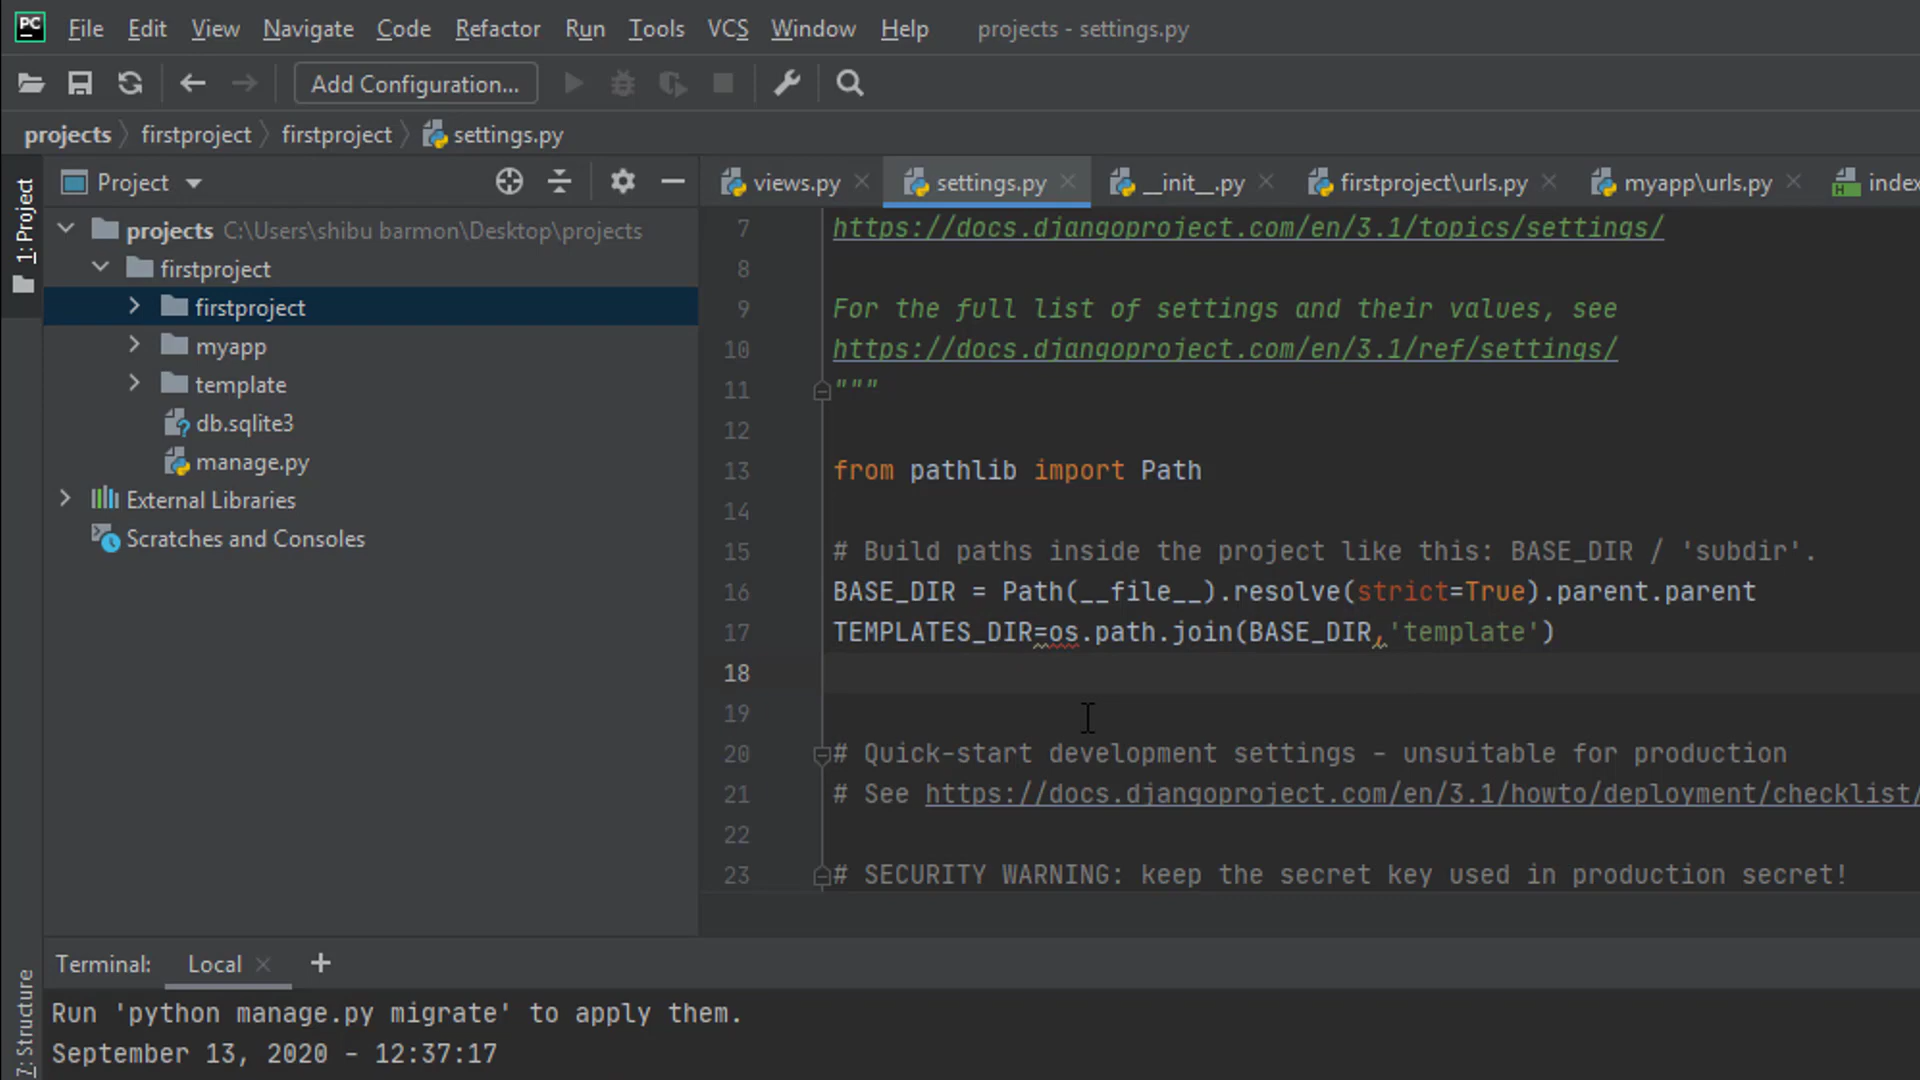 PC File Edit View Navigate Code Refactor Run Tools VCS Window Help projects - settings.py
Add Configuration...
projects firstproject firstproject settings.py
1: Project
Project
views.py settings.py __init__.py firstproject\urls.py myapp\urls.py index
projects C:\Users\shibu barmon\Desktop\projects
firstproject
firstproject
myapp
template
db.sqlite3
manage.py
External Libraries
Scratches and Consoles
7 https://docs.djangoproject.com/en/3.1/topics/settings/
8
9 For the full list of settings and their values, see
10 https://docs.djangoproject.com/en/3.1/ref/settings/
11 """
12
13 from pathlib import Path
14
15 # Build paths inside the project like this: BASE_DIR / 'subdir'.
16 BASE_DIR = Path(__file__).resolve(strict=True).parent.parent
17 TEMPLATES_DIR=os.path.join(BASE_DIR,'template')
18
19
20 # Quick-start development settings - unsuitable for production
21 # See https://docs.djangoproject.com/en/3.1/howto/deployment/checklist/
22
23 # SECURITY WARNING: keep the secret key used in production secret!
7: Structure
Terminal: Local
Run 'python manage.py migrate' to apply them.
September 13, 2020 - 12:37:17